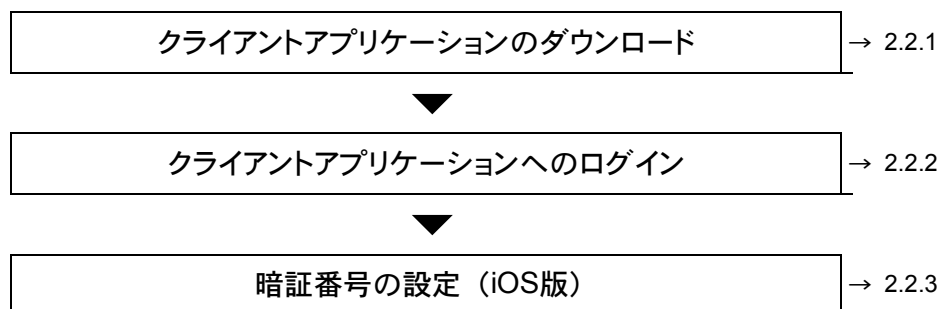 クライアントアプリケーションのダウンロード → 2.2.1
クライアントアプリケーションへのログイン → 2.2.2
暗証番号の設定（iOS版） → 2.2.3